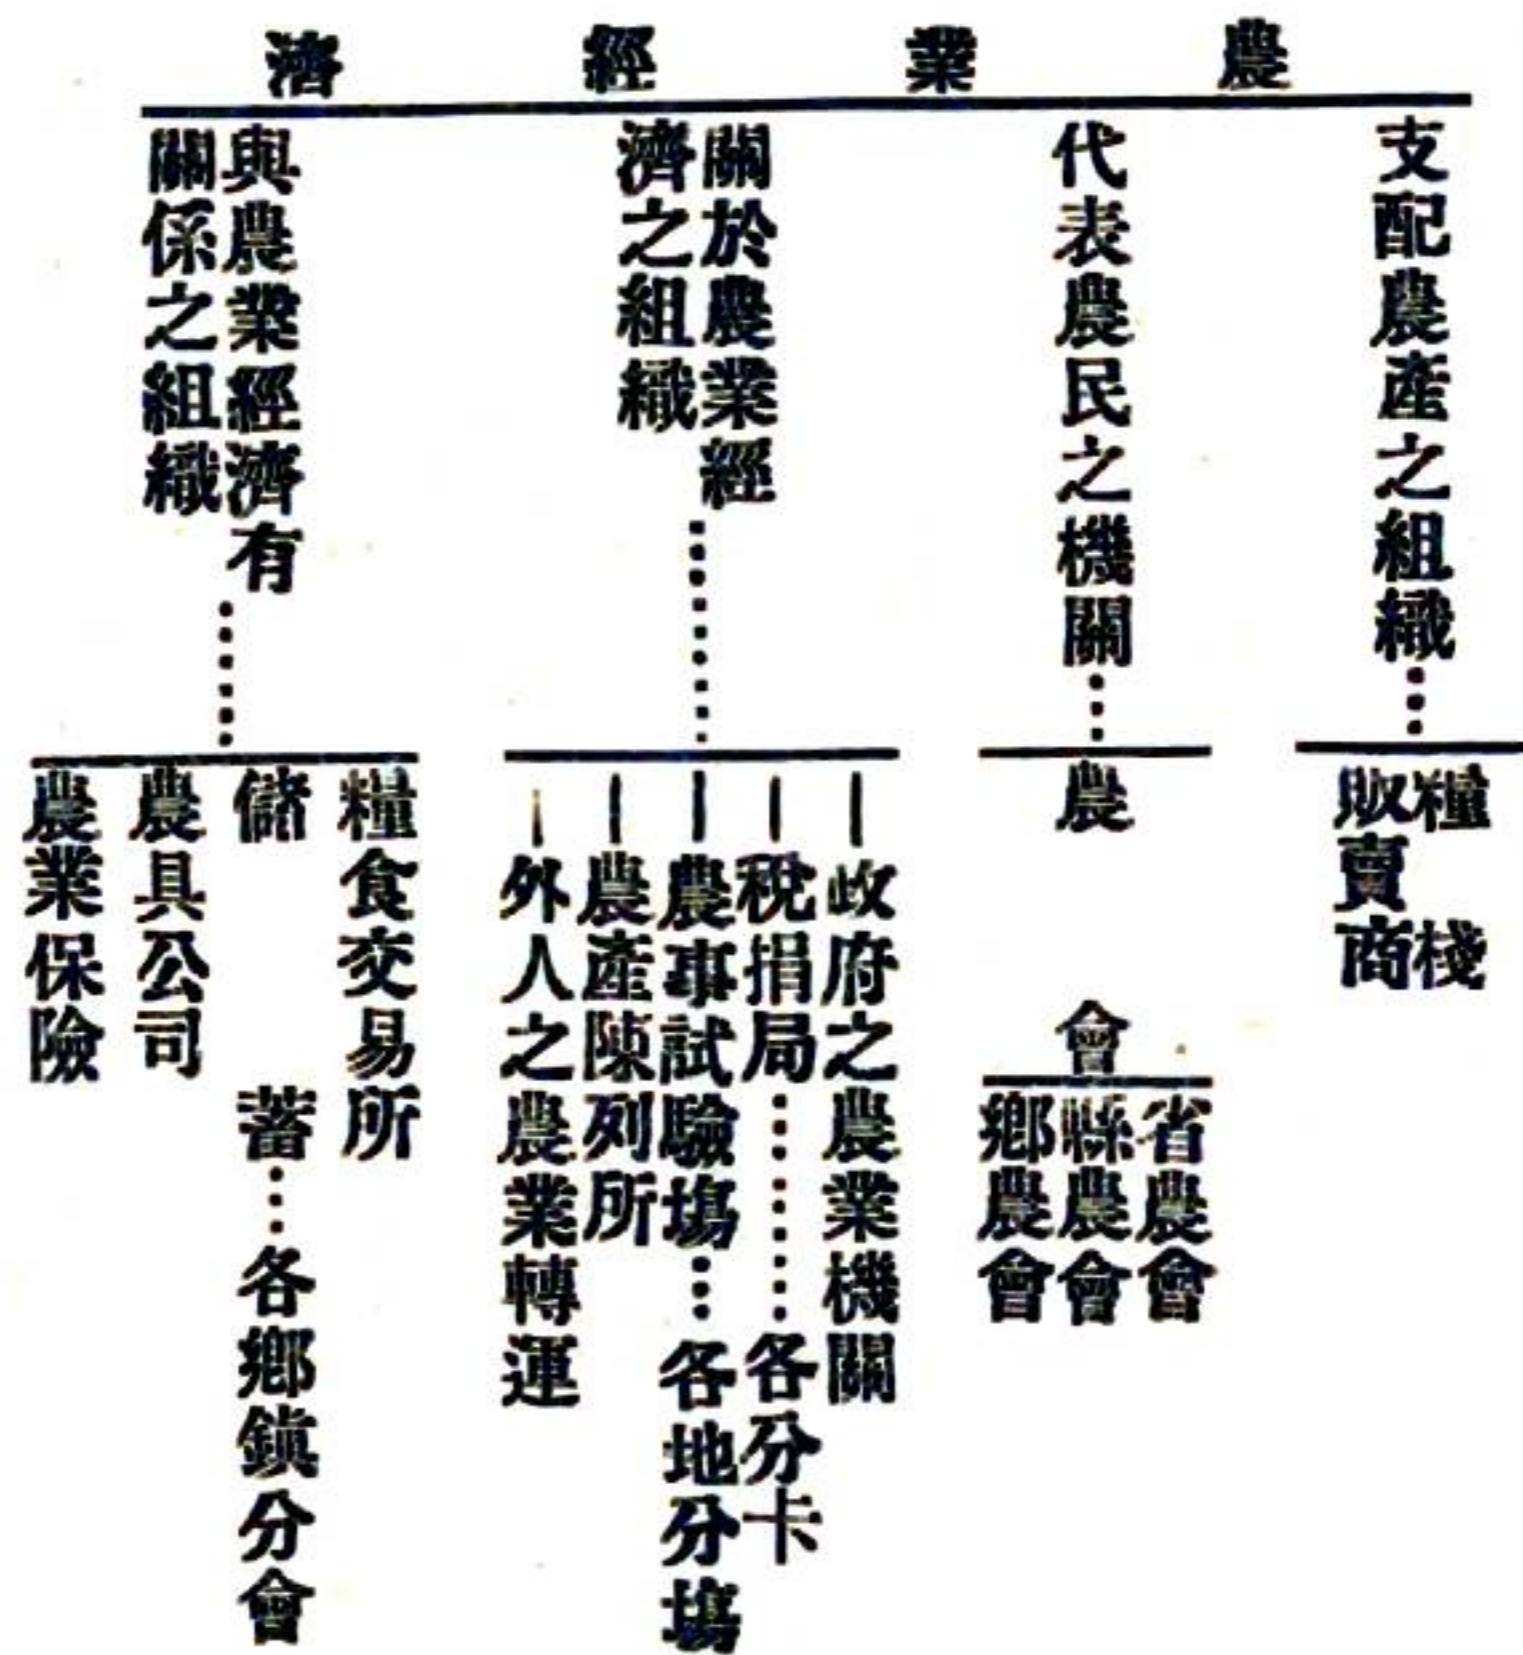 農業經濟
支配農產之組織……
糧棧
販賣商
代表農民之機關……
農會
省農會
縣農會
鄉農會
關於農業經
濟之組織
政府之農業機關
稅捐局………各分卡
農事試驗塲……各地分塲
農產陳列所
外人之農業轉運
與農業經濟有
關係之組織
糧食交易所
儲蓄……各鄉鎮分會
農具公司
農業保險